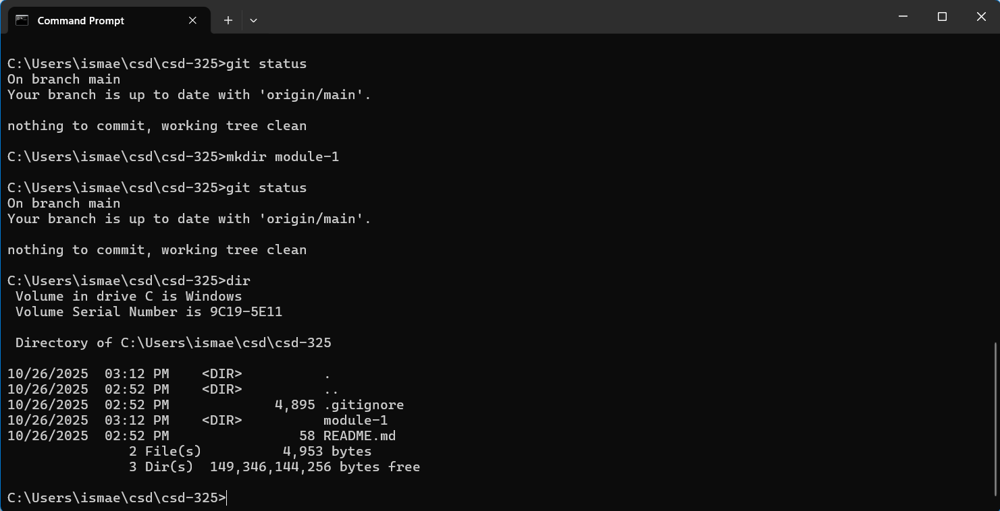 Command Prompt
C:\Users\ismae\csd\csd-325>git status
On branch main
Your branch is up to date with 'origin/main'.
nothing to commit, working tree clean
C:\Users\ismae\csd\csd-325>mkdir module-1
C:\Users\ismae\csd\csd-325>git status
On branch main
Your branch is up to date with 'origin/main'.
nothing to commit, working tree clean
C:\Users\ismae\csd\csd-325>dir
 Volume in drive C is Windows
 Volume Serial Number is 9C19-5E11
 Directory of C:\Users\ismae\csd\csd-325
10/26/2025  03:12 PM    <DIR>          .
10/26/2025  02:52 PM    <DIR>          ..
10/26/2025  02:52 PM             4,895 .gitignore
10/26/2025  03:12 PM    <DIR>          module-1
10/26/2025  02:52 PM                58 README.md
               2 File(s)          4,953 bytes
               3 Dir(s)  149,346,144,256 bytes free
C:\Users\ismae\csd\csd-325>